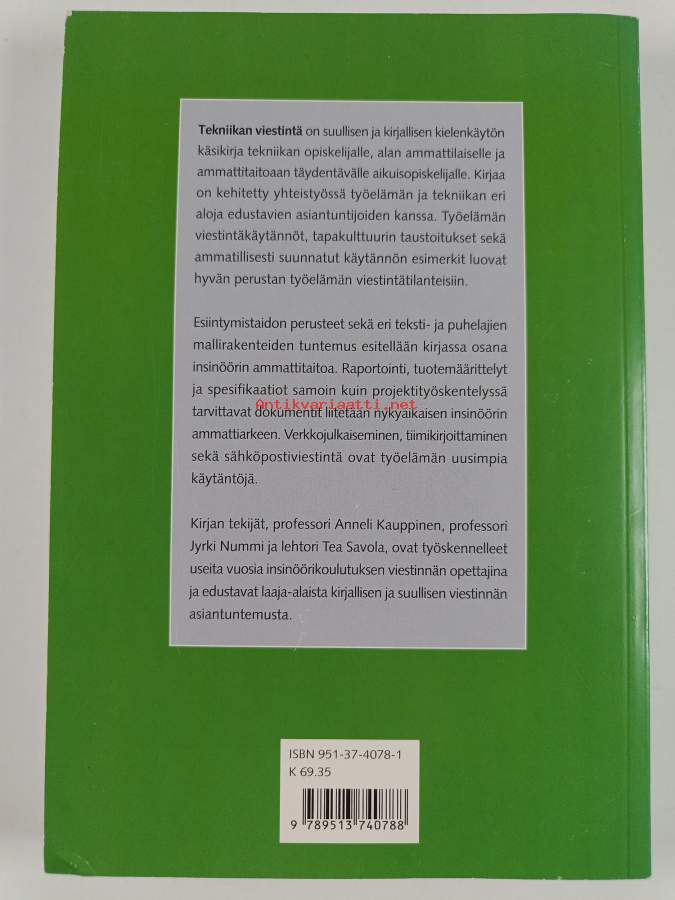 Tekniikan viestintä on suullisen ja kirjallisen kielenkäytön
käsikirja tekniikan opiskelijalle, alan ammattilaiselle ja
ammattitaitoaan täydentävälle aikuisopiskelijalle. Kirjaa
on kehitetty yhteistyössä työelämän ja tekniikan eri
aloja edustavien asiantuntijoiden kanssa. Työelämän
viestintäkäytännöt, tapakulttuurin taustoitukset sekä
ammatillisesti suunnatut käytännön esimerkit luovat
hyvän perustan työelämän viestintätilanteisiin.
Esiintymistaidon perusteet sekä eri teksti- ja puhelajien
mallirakenteiden tuntemus esitellään kirjassa osana
insinöörin ammattitaitoa. Raportointi, tuotemäärittelyt
ja spesifikaatiot samoin kuin projektityöskentelyssä
Antikvariaatti.net
tarvittavat dokumentit liitetään nykyaikaisen insinöörin
ammattiarkeen. Verkkojulkaiseminen, tiimikirjoittaminen
sekä sähköpostiviestintä ovat työelämän uusimpia
käytäntöjä.
Kirjan tekijät, professori Anneli Kauppinen, professori
Jyrki Nummi ja lehtori Tea Savola, ovat työskennelleet
useita vuosia insinöörikoulutuksen viestinnän opettajina
ja edustavat laaja-alaista kirjallisen ja suullisen viestinnän
asiantuntemusta.
ISBN 951-37-4078-1
K 69.35
9 789513 740788